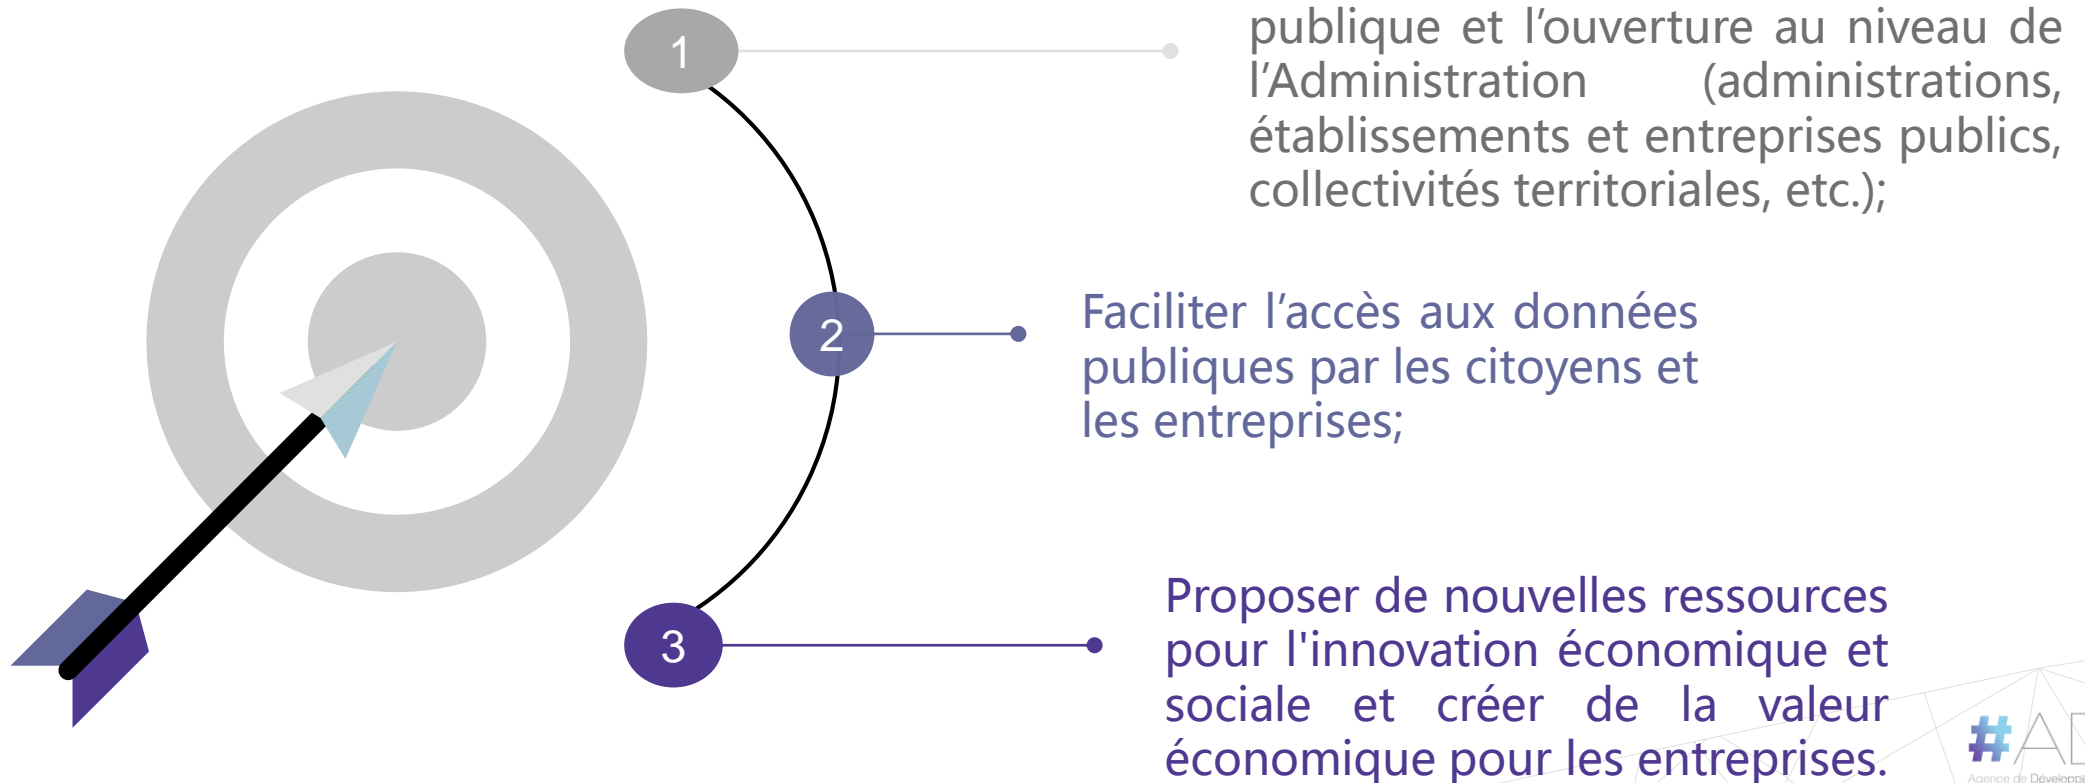 1
publique et l’ouverture au niveau de
l’Administration (administrations,
établissements et entreprises publics,
collectivités territoriales, etc.);
2
Faciliter l’accès aux données
publiques par les citoyens et
les entreprises;
3
Proposer de nouvelles ressources
pour l'innovation économique et
sociale et créer de la valeur
économique pour les entreprises.
Agence de